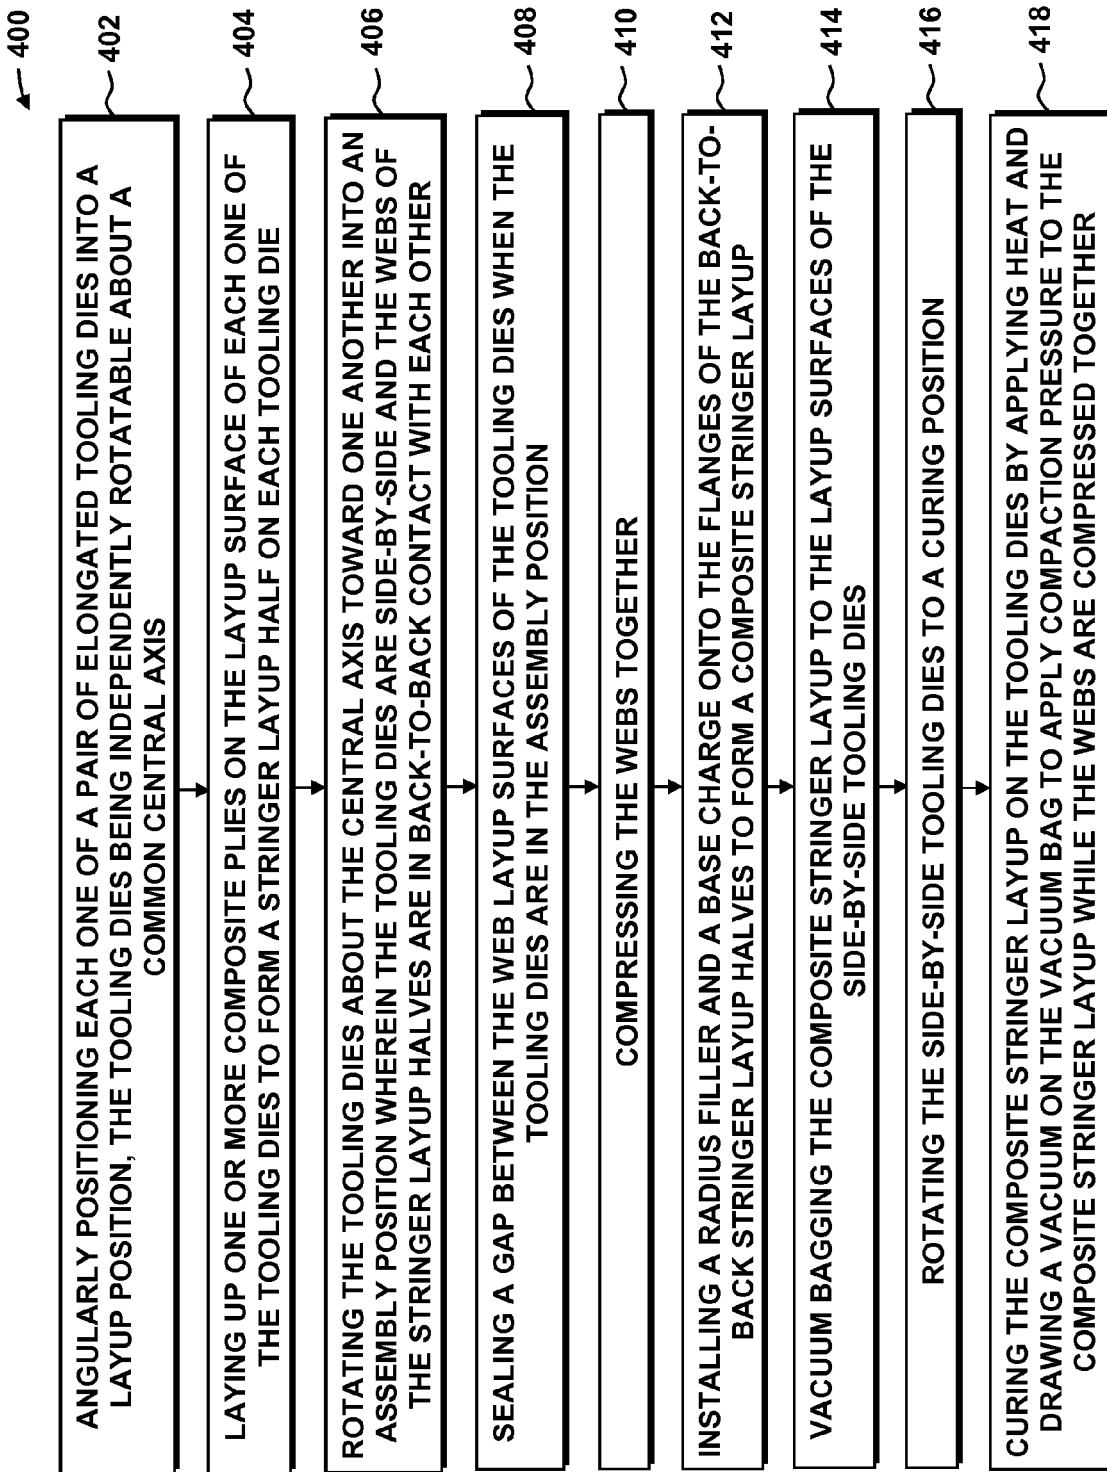 400
ANGULARLY POSITIONING EACH ONE OF A PAIR OF ELONGATED TOOLING DIES INTO A
LAYUP POSITION, THE TOOLING DIES BEING INDEPENDENTLY ROTATABLE ABOUT A
COMMON CENTRAL AXIS
402
LAYING UP ONE OR MORE COMPOSITE PLIES ON THE LAYUP SURFACE OF EACH ONE OF
THE TOOLING DIES TO FORM A STRINGER LAYUP HALF ON EACH TOOLING DIE
404
ROTATING THE TOOLING DIES ABOUT THE CENTRAL AXIS TOWARD ONE ANOTHER INTO AN
ASSEMBLY POSITION WHEREIN THE TOOLING DIES ARE SIDE-BY-SIDE AND THE WEBS OF
THE STRINGER LAYUP HALVES ARE IN BACK-TO-BACK CONTACT WITH EACH OTHER
406
SEALING A GAP BETWEEN THE WEB LAYUP SURFACES OF THE TOOLING DIES WHEN THE
TOOLING DIES ARE IN THE ASSEMBLY POSITION
408
COMPRESSING THE WEBS TOGETHER
410
INSTALLING A RADIUS FILLER AND A BASE CHARGE ONTO THE FLANGES OF THE BACK-TO-
BACK STRINGER LAYUP HALVES TO FORM A COMPOSITE STRINGER LAYUP
412
VACUUM BAGGING THE COMPOSITE STRINGER LAYUP TO THE LAYUP SURFACES OF THE
SIDE-BY-SIDE TOOLING DIES
414
ROTATING THE SIDE-BY-SIDE TOOLING DIES TO A CURING POSITION
416
CURING THE COMPOSITE STRINGER LAYUP ON THE TOOLING DIES BY APPLYING HEAT AND
DRAWING A VACUUM ON THE VACUUM BAG TO APPLY COMPACTION PRESSURE TO THE
COMPOSITE STRINGER LAYUP WHILE THE WEBS ARE COMPRESSED TOGETHER
418